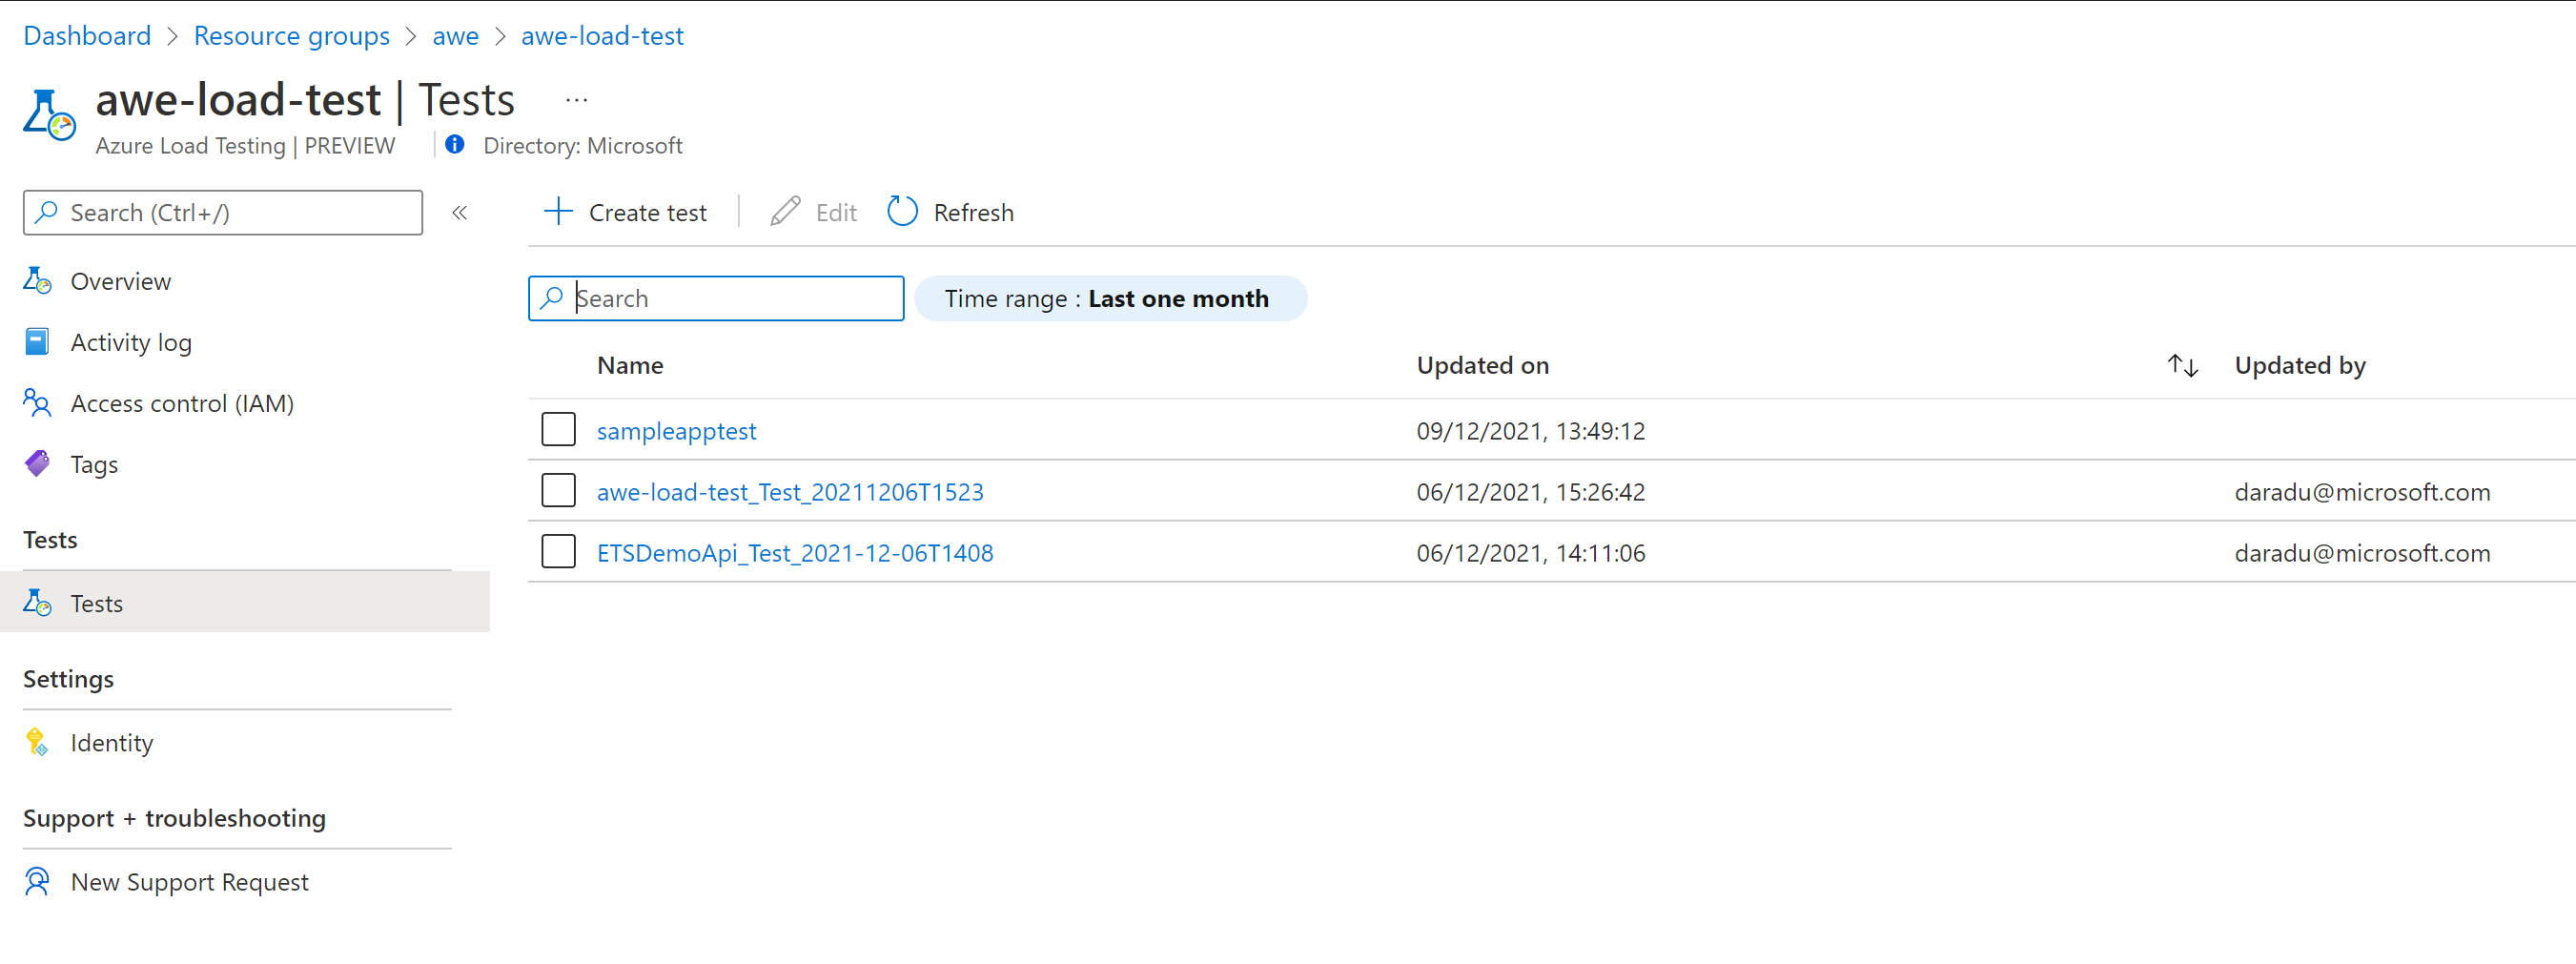 Dashboard > Resource groups > awe > awe-load-test
awe-load-test | Tests ...
Azure Load Testing | PREVIEW Directory: Microsoft
Search (Ctrl+/) «
Overview
Activity log
Access control (IAM)
Tags
Tests
Tests
Settings
Identity
Support + troubleshooting
New Support Request
+ Create test Edit Refresh
Search Time range : Last one month
Name Updated on ↑↓ Updated by
sampleapptest 09/12/2021, 13:49:12
awe-load-test_Test_20211206T1523 06/12/2021, 15:26:42 daradu@microsoft.com
ETSDemoApi_Test_2021-12-06T1408 06/12/2021, 14:11:06 daradu@microsoft.com